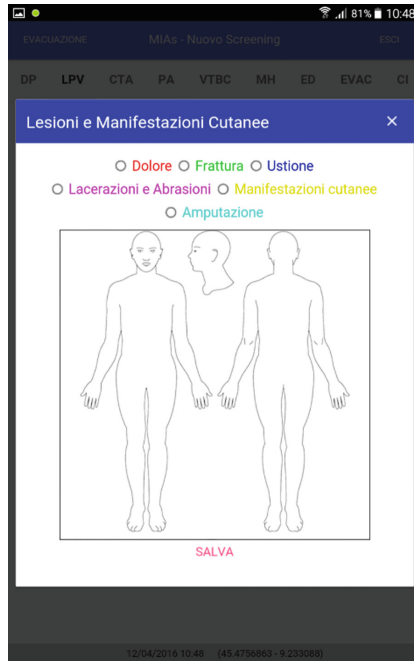 81% 10:48
EVACUAZIONE MIAs - Nuovo Screening ESCI
DP LPV CTA PA VTBC MH ED EVAC CI
Lesioni e Manifestazioni Cutanee ×
Dolore Frattura Ustione
Lacerazioni e Abrasioni Manifestazioni cutanee
Amputazione
SALVA
12/04/2016 10:48 (45.4756863 - 9.233088)